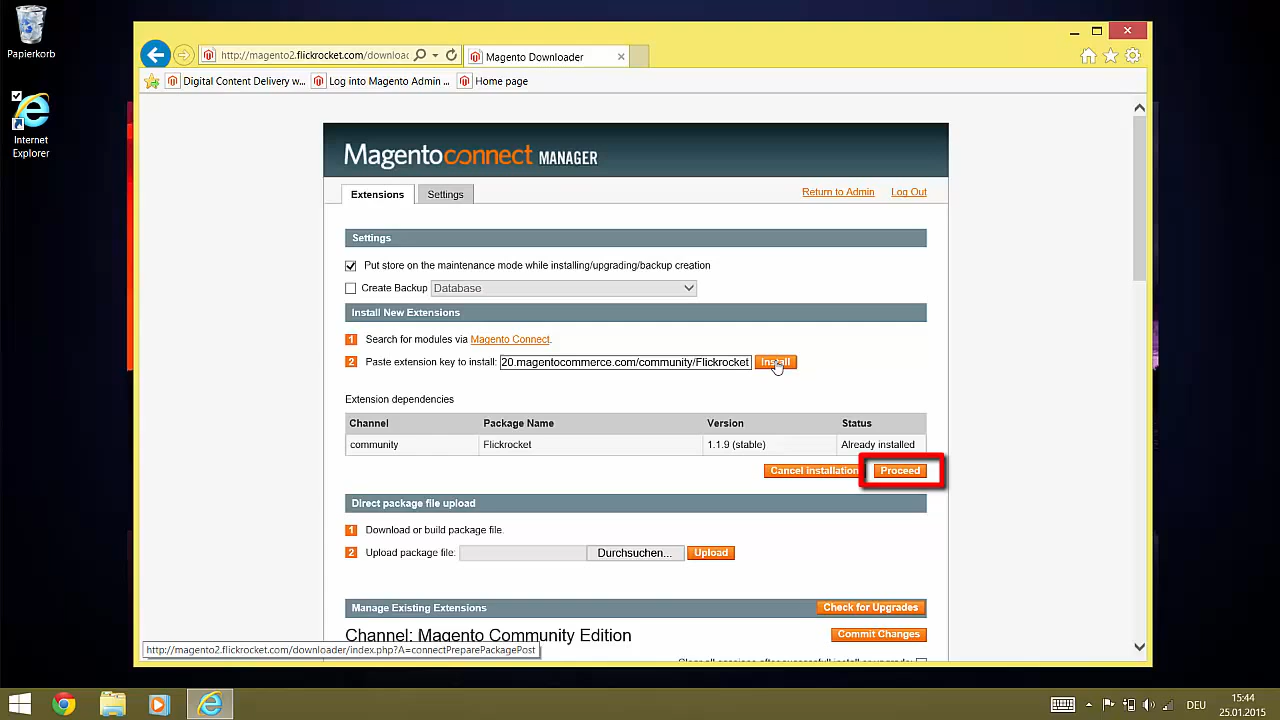 Papierkorb
Internet
Explorer
http://magento2.flickrocket.com/downloac
Magento Downloader
Digital Content Delivery w...
Log into Magento Admin ...
Home page
Magentoconnect MANAGER
Extensions
Settings
Return to Admin
Log Out
Settings
Put store on the maintenance mode while installing/upgrading/backup creation
Create Backup
Database
Install New Extensions
1 Search for modules via Magento Connect.
2 Paste extension key to install: 20.magentocommerce.com/community/Flickrocket Install
Extension dependencies
Channel Package Name Version Status
community Flickrocket 1.1.9 (stable) Already installed
Cancel installation Proceed
Direct package file upload
1 Download or build package file.
2 Upload package file: Durchsuchen... Upload
Manage Existing Extensions Check for Upgrades
Channel: Magento Community Edition Commit Changes
http://magento2.flickrocket.com/downloader/index.php?A=connectPreparePackagePost
DEU
15:44
25.01.2015